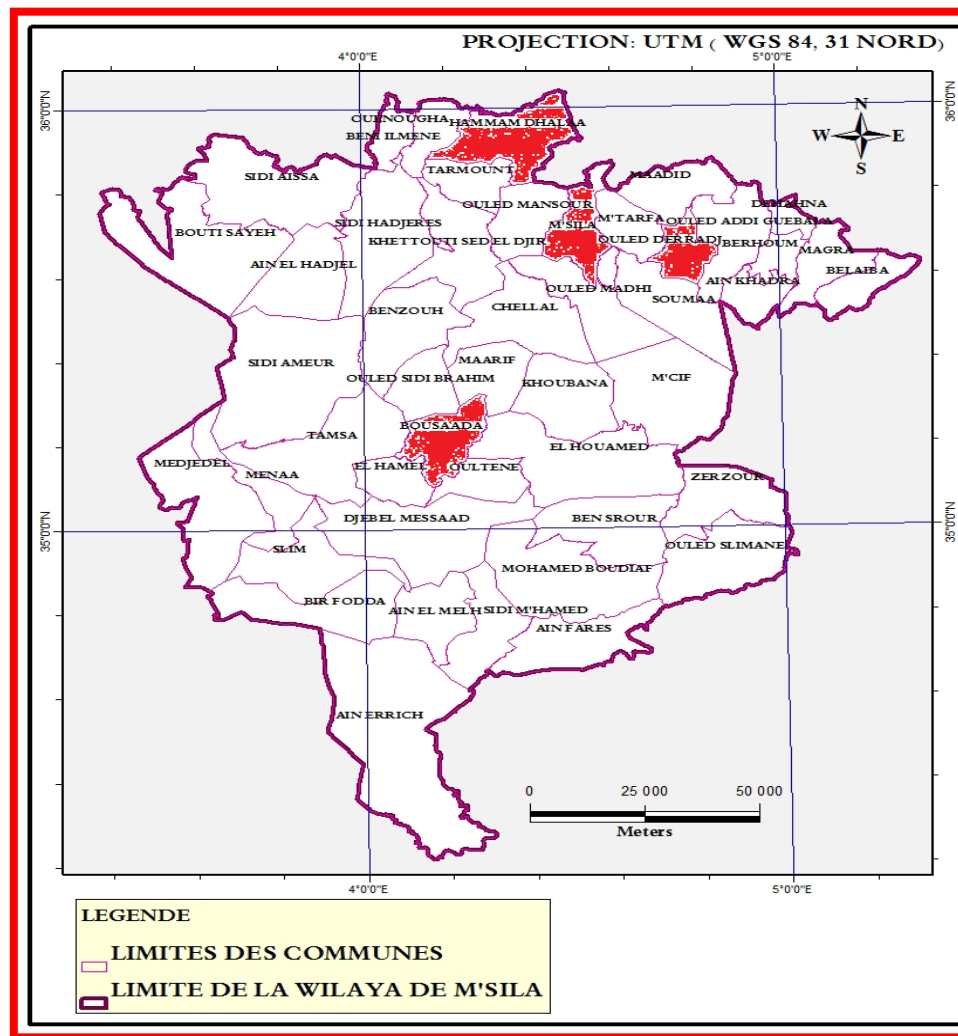 PROJECTION: UTM ( WGS 84, 31 NORD)
4°0'0"E
5°0'0"E
36°0'0"N
36°0'0"N
OUENOUGHA
HAMMAM DHALAA
BENI ILMENE
N
W
E
S
TARMOUNT
MAADID
SIDI AISSA
OULED MANSOUR
DEHAHNA
SIDI HADJERES
M'TARFA
OULED ADDI GUEBALA
BOUTI SAYEH
M'SILA
KHETTOUTI SED EL DJIR
OULED DERRADJ
BERHOUM
MAGRA
AIN EL HADJEL
BELAIBA
AIN KHADRA
OULED MADHI
SOUMAA
BENZOUH
CHELLAL
SIDI AMEUR
MAARIF
OULED SIDI BRAHIM
KHOUBANA
M'CIF
BOUSAADA
TAMSA
EL HOUAMED
MEDJEDEL
EL HAMEL
OULTENE
MENAA
ZERZOUR
DJEBEL MESSAAD
BEN SROUR
35°0'0"N
35°0'0"N
SLIM
OULED SLIMANE
MOHAMED BOUDIAF
BIR FODDA
AIN EL MELH
SIDI M'HAMED
AIN FARES
AIN ERRICH
0
25 000
50 000
Meters
4°0'0"E
5°0'0"E
LEGENDE
LIMITES DES COMMUNES
LIMITE DE LA WILAYA DE M'SILA